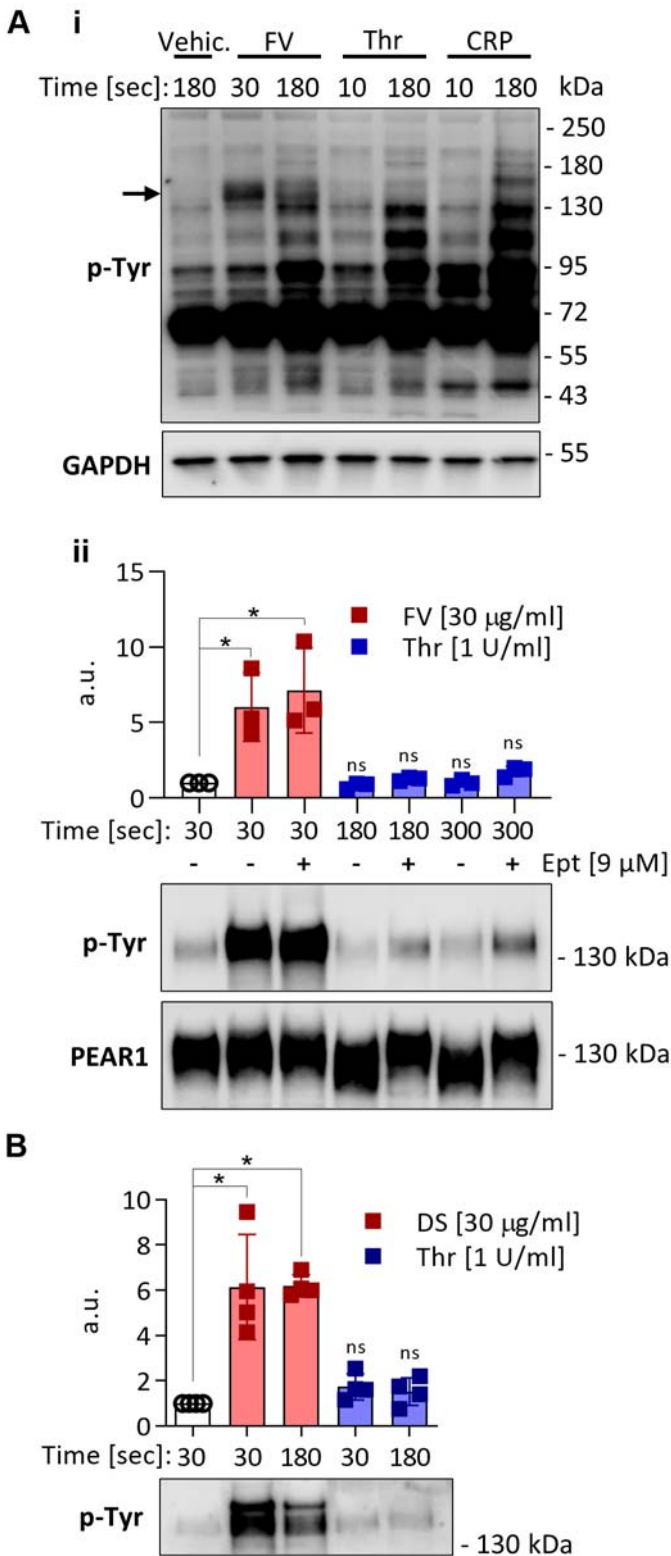 A i
Vehic. FV Thr CRP
Time [sec]: 180 30 180 10 180 10 180 kDa
- 250
- 180
- 130
p-Tyr
- 95
- 72
- 55
- 43
GAPDH - 55
ii
15
10
5
0
a.u.
* *
FV [30 µg/ml]
Thr [1 U/ml]
ns ns ns ns
Time [sec]: 30 30 30 180 180 300 300
- - + - + - + Ept [9 µM]
p-Tyr - 130 kDa
PEAR1 - 130 kDa
B
10
8
6
4
2
0
a.u.
* *
DS [30 µg/ml]
Thr [1 U/ml]
ns ns
Time [sec]: 30 30 180 30 180
p-Tyr - 130 kDa